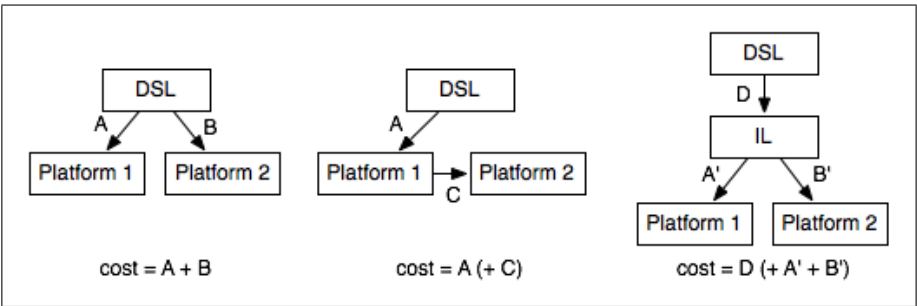 DSL
A
B
Platform 1
Platform 2
cost = A + B
DSL
A
Platform 1
C
Platform 2
cost = A (+ C)
DSL
D
IL
A'
B'
Platform 1
Platform 2
cost = D (+ A' + B')